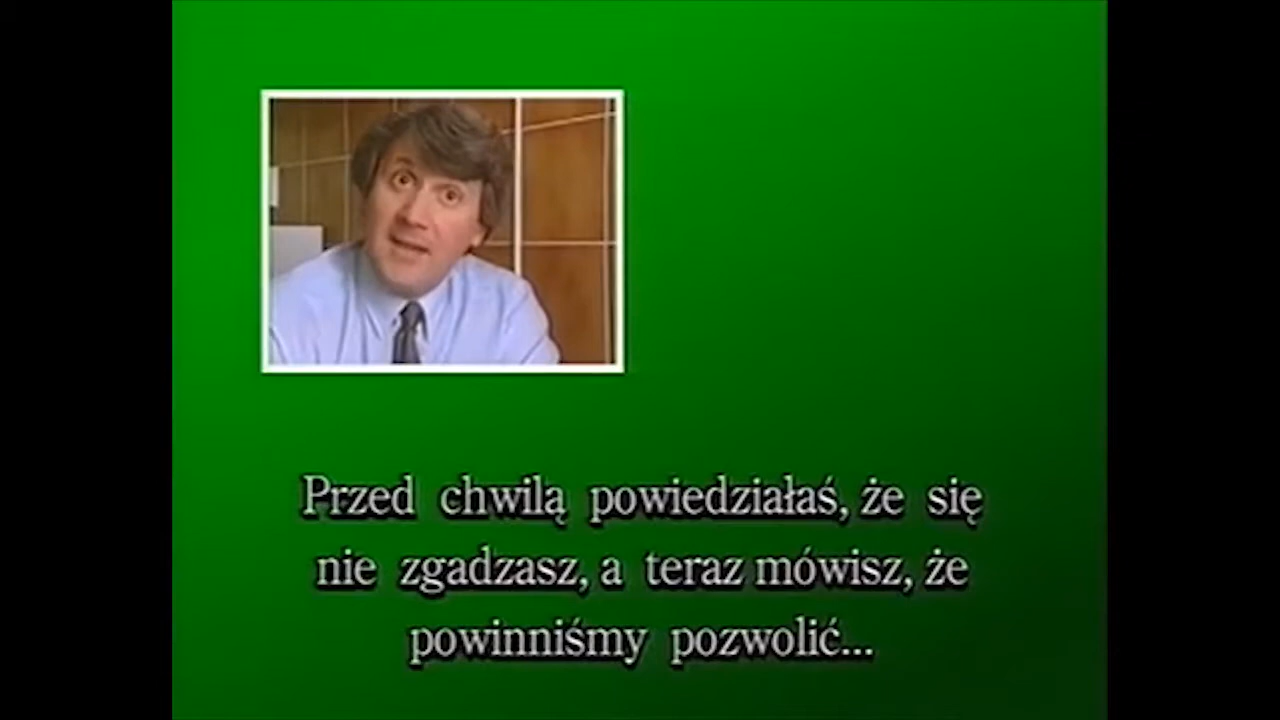 Przed chwilą powiedziałaś, że się
nie zgadzasz, a teraz mówisz, że
powinniśmy pozwolić...